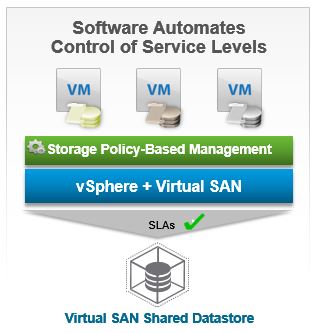 Software Automates
Control of Service Levels
VM VM VM
Storage Policy-Based Management
vSphere + Virtual SAN
SLAs
Virtual SAN Shared Datastore